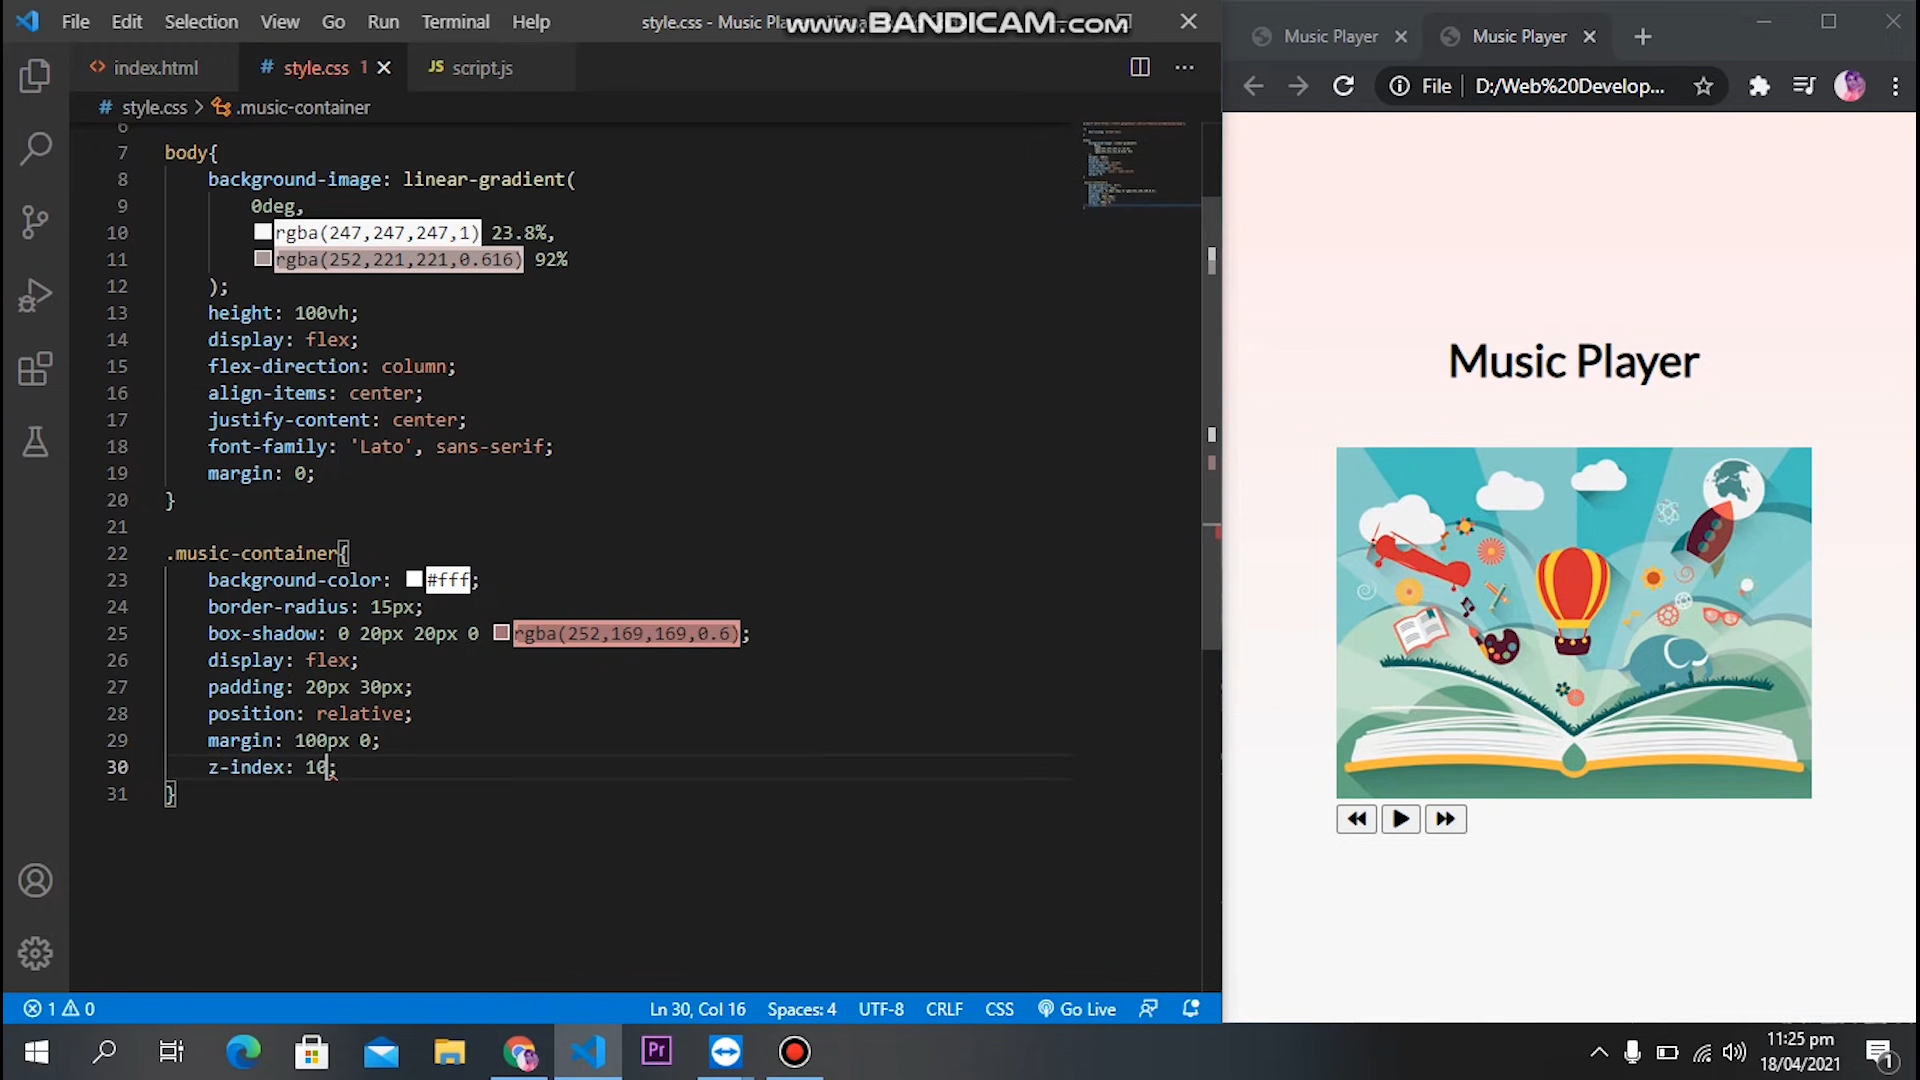 File Edit Selection View Go Run Terminal Help
style.css - Music Pla
www.BANDICAM.com
index.html
style.css 1
JS script.js
# style.css > .music-container
6
7 body{
8 background-image: linear-gradient(
9 0deg,
10 rgba(247,247,247,1) 23.8%,
11 rgba(252,221,221,0.616) 92%
12 );
13 height: 100vh;
14 display: flex;
15 flex-direction: column;
16 align-items: center;
17 justify-content: center;
18 font-family: 'Lato', sans-serif;
19 margin: 0;
20 }
21
22 .music-container{
23 background-color: #fff;
24 border-radius: 15px;
25 box-shadow: 0 20px 20px 0 rgba(252,169,169,0.6);
26 display: flex;
27 padding: 20px 30px;
28 position: relative;
29 margin: 100px 0;
30 z-index: 10;
31 }
1 0
Ln 30, Col 16 Spaces: 4 UTF-8 CRLF CSS Go Live
Music Player
Music Player
File D:/Web%20Develop...
Music Player
Pr
11:25 pm
18/04/2021
1